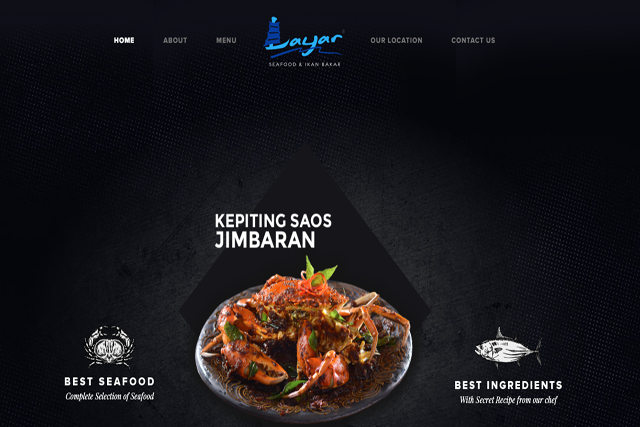 HOME
ABOUT
MENU
Layar
SEAFOOD & IKAN BAKAR
OUR LOCATION
CONTACT US
KEPITING SAOS
JIMBARAN
BEST SEAFOOD
Complete Selection of Seafood
BEST INGREDIENTS
With Secret Recipe from our chef